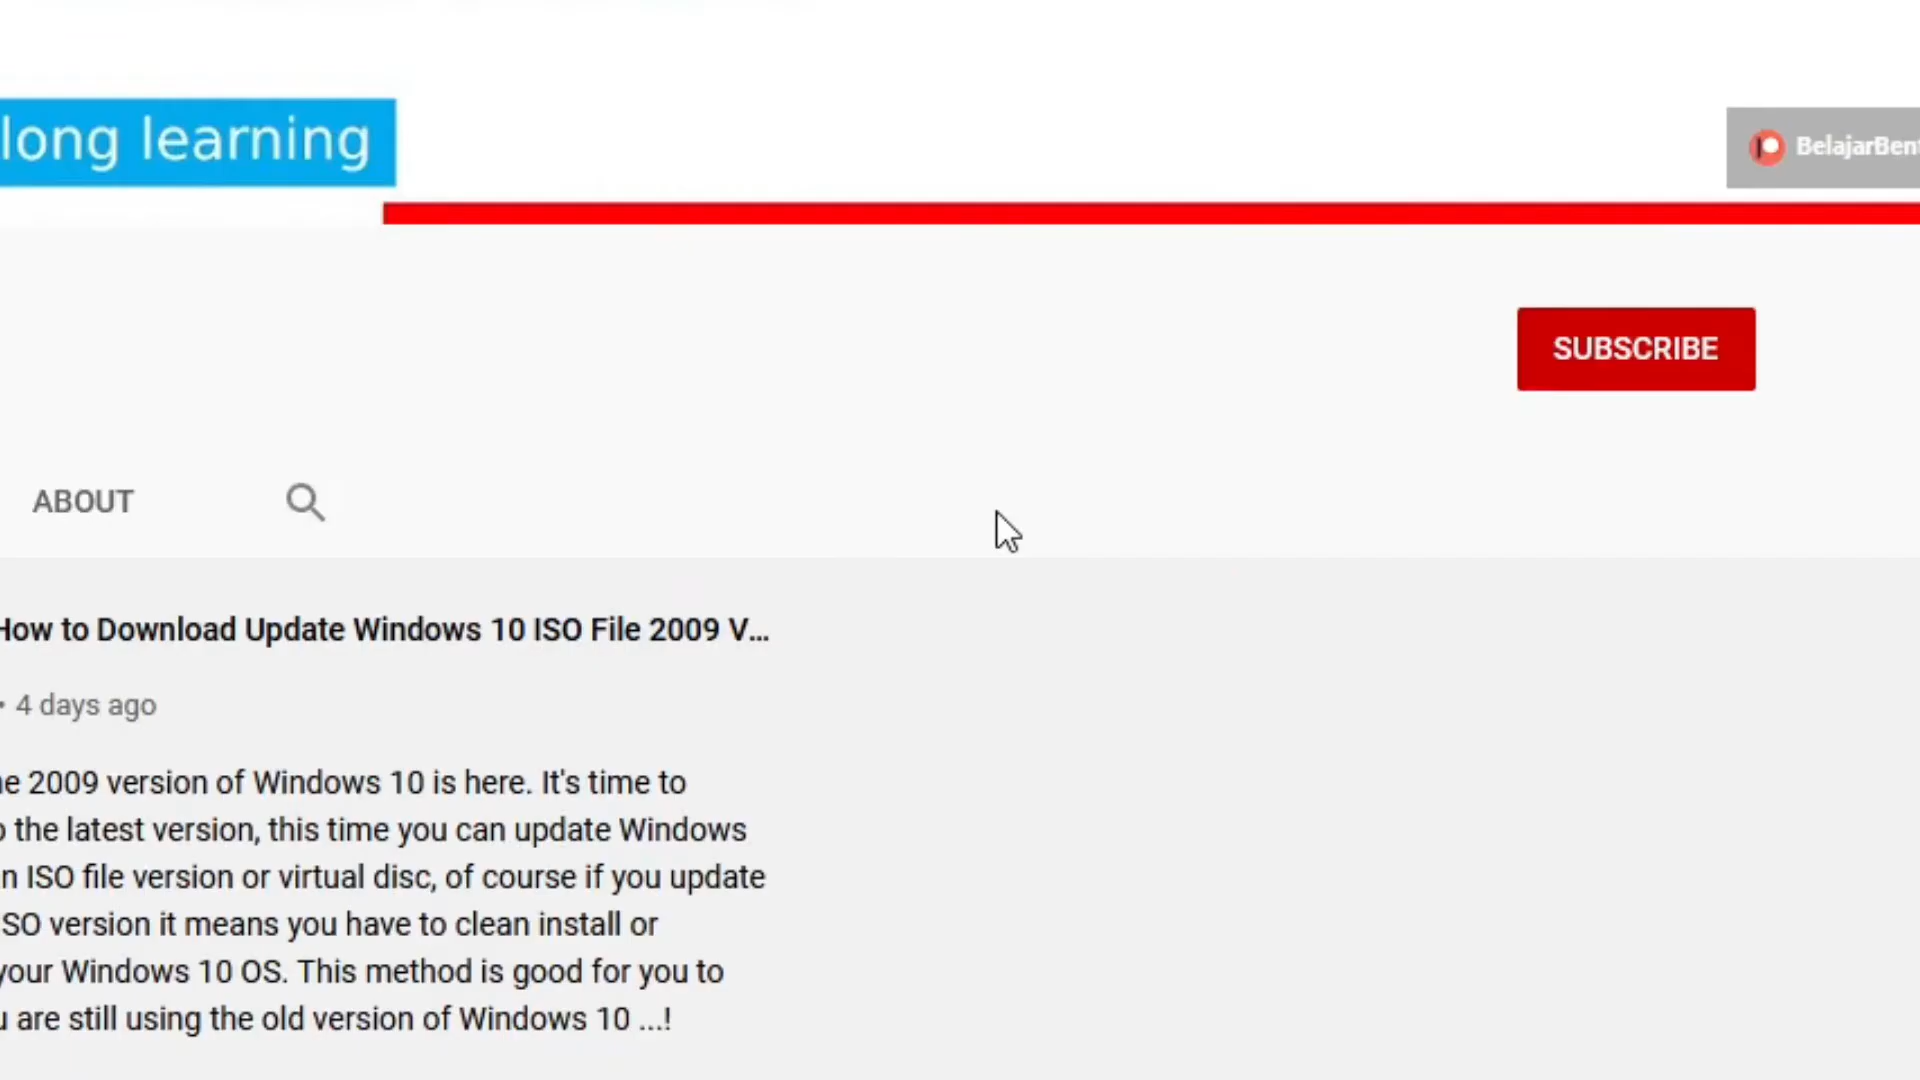 long learning
BelajarBent
SUBSCRIBE
ABOUT
How to Download Update Windows 10 ISO File 2009 V...
• 4 days ago
e 2009 version of Windows 10 is here. It's time to
the latest version, this time you can update Windows
n ISO file version or virtual disc, of course if you update
SO version it means you have to clean install or
your Windows 10 OS. This method is good for you to
u are still using the old version of Windows 10 ...!